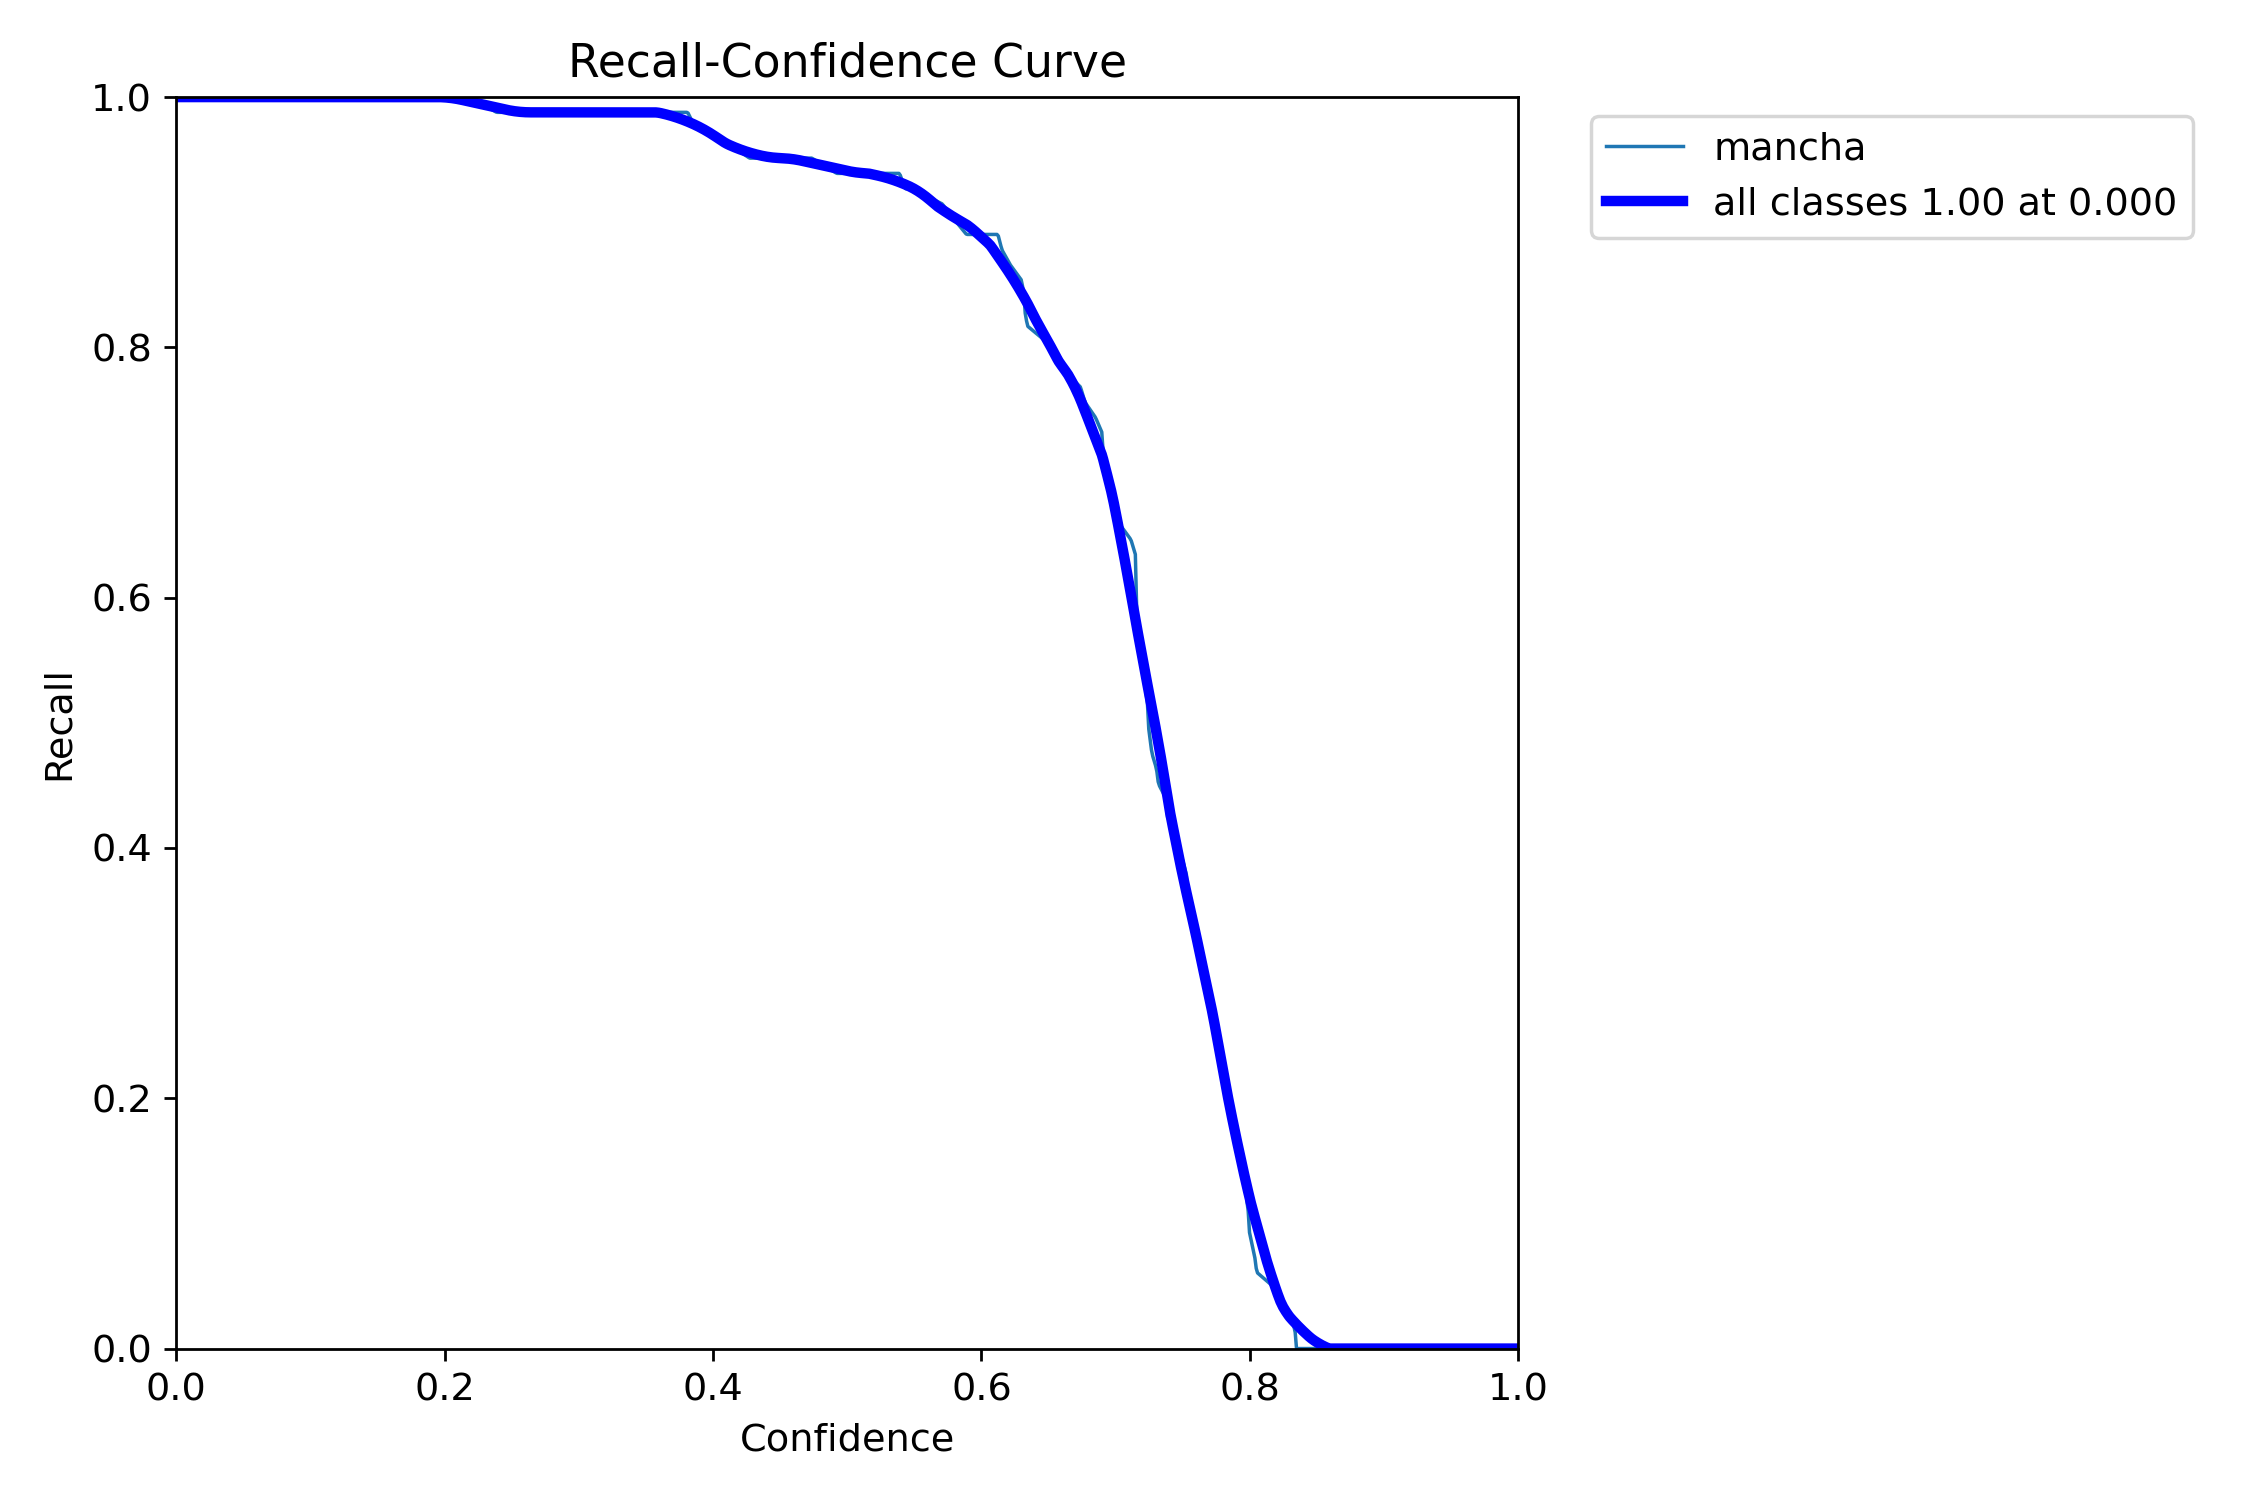 Recall-Confidence Curve
1.0
0.8
0.6
0.4
0.2
0.0
Recall
0.0 0.2 0.4 0.6 0.8 1.0
Confidence
mancha
all classes 1.00 at 0.000